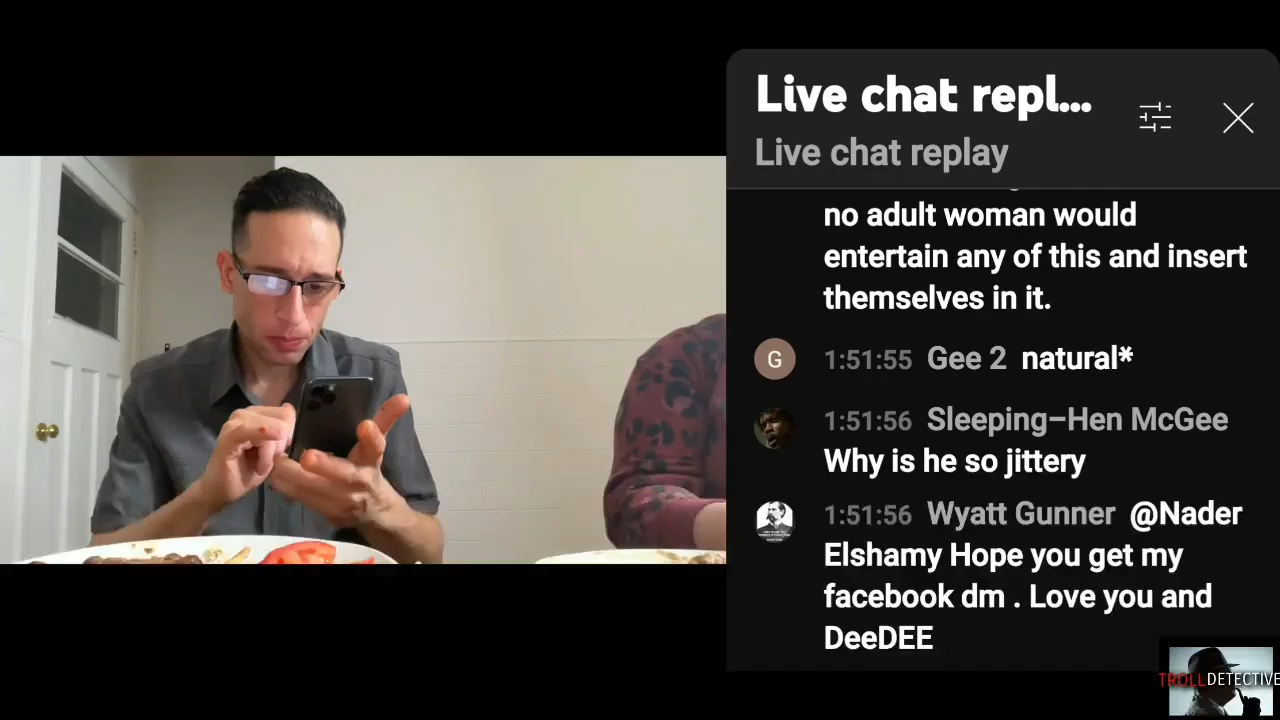 Live chat repl...
Live chat replay
no adult woman would
entertain any of this and insert
themselves in it.
G
1:51:55 Gee 2 natural*
1:51:56 Sleeping–Hen McGee
Why is he so jittery
1:51:56 Wyatt Gunner @Nader
Elshamy Hope you get my
facebook dm . Love you and
DeeDEE
TROLLDETECTIVE